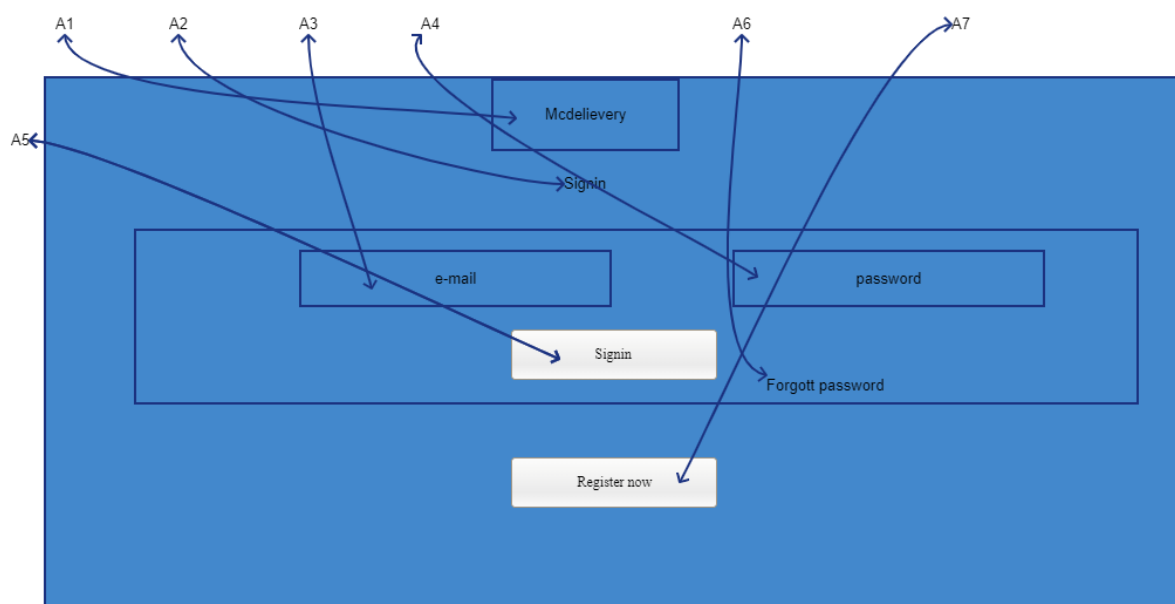 A1 A2 A3 A4 A6 A7
Mcdelievery
A5
Signin
e-mail password
Signin
Forgott password
Register now